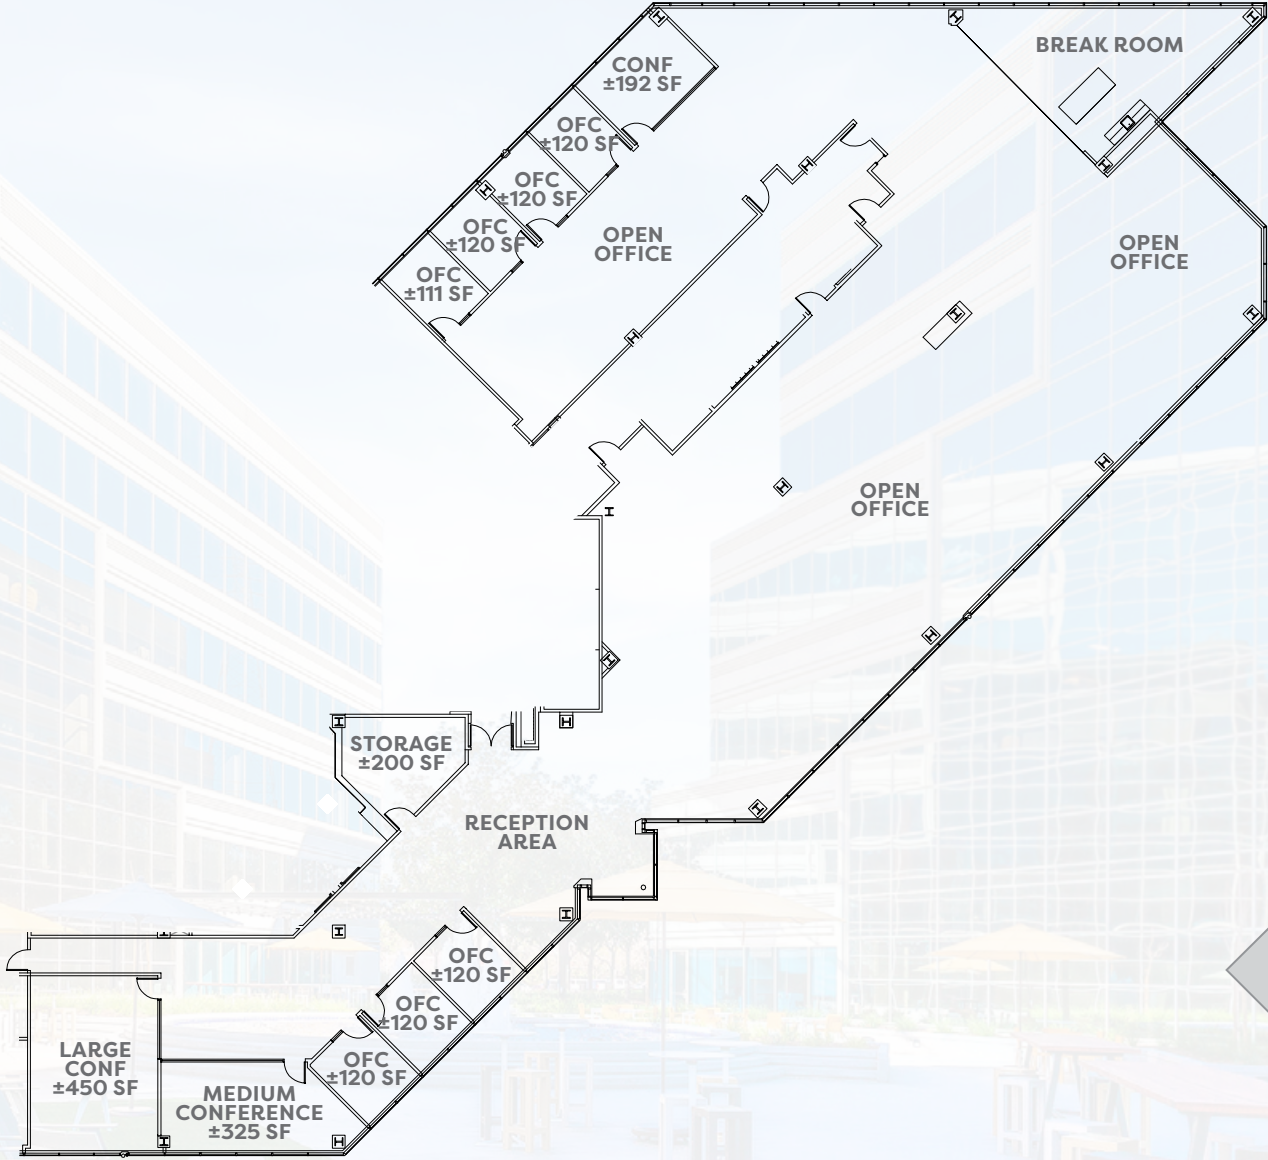 BREAK ROOM
CONF
±192 SF
OFC
±120 SF
OFC
±120 SF
OFC
±120 SF
OFC
±111 SF
OPEN
OFFICE
OPEN
OFFICE
OPEN
OFFICE
STORAGE
±200 SF
RECEPTION
AREA
OFC
±120 SF
OFC
±120 SF
OFC
±120 SF
LARGE
CONF
±450 SF
MEDIUM
CONFERENCE
±325 SF